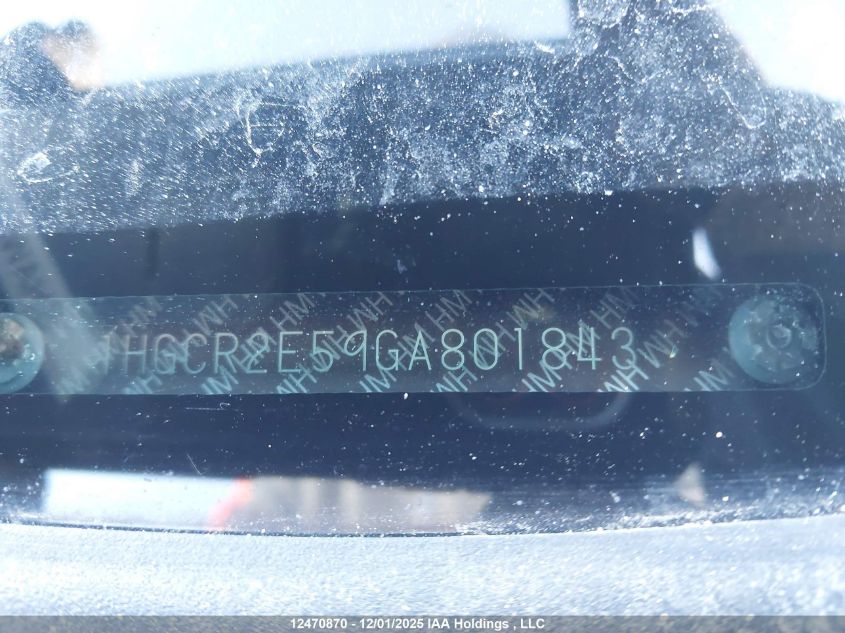 1HGCR2E59GA801843
12470870 - 12/01/2025 IAA Holdings , LLC